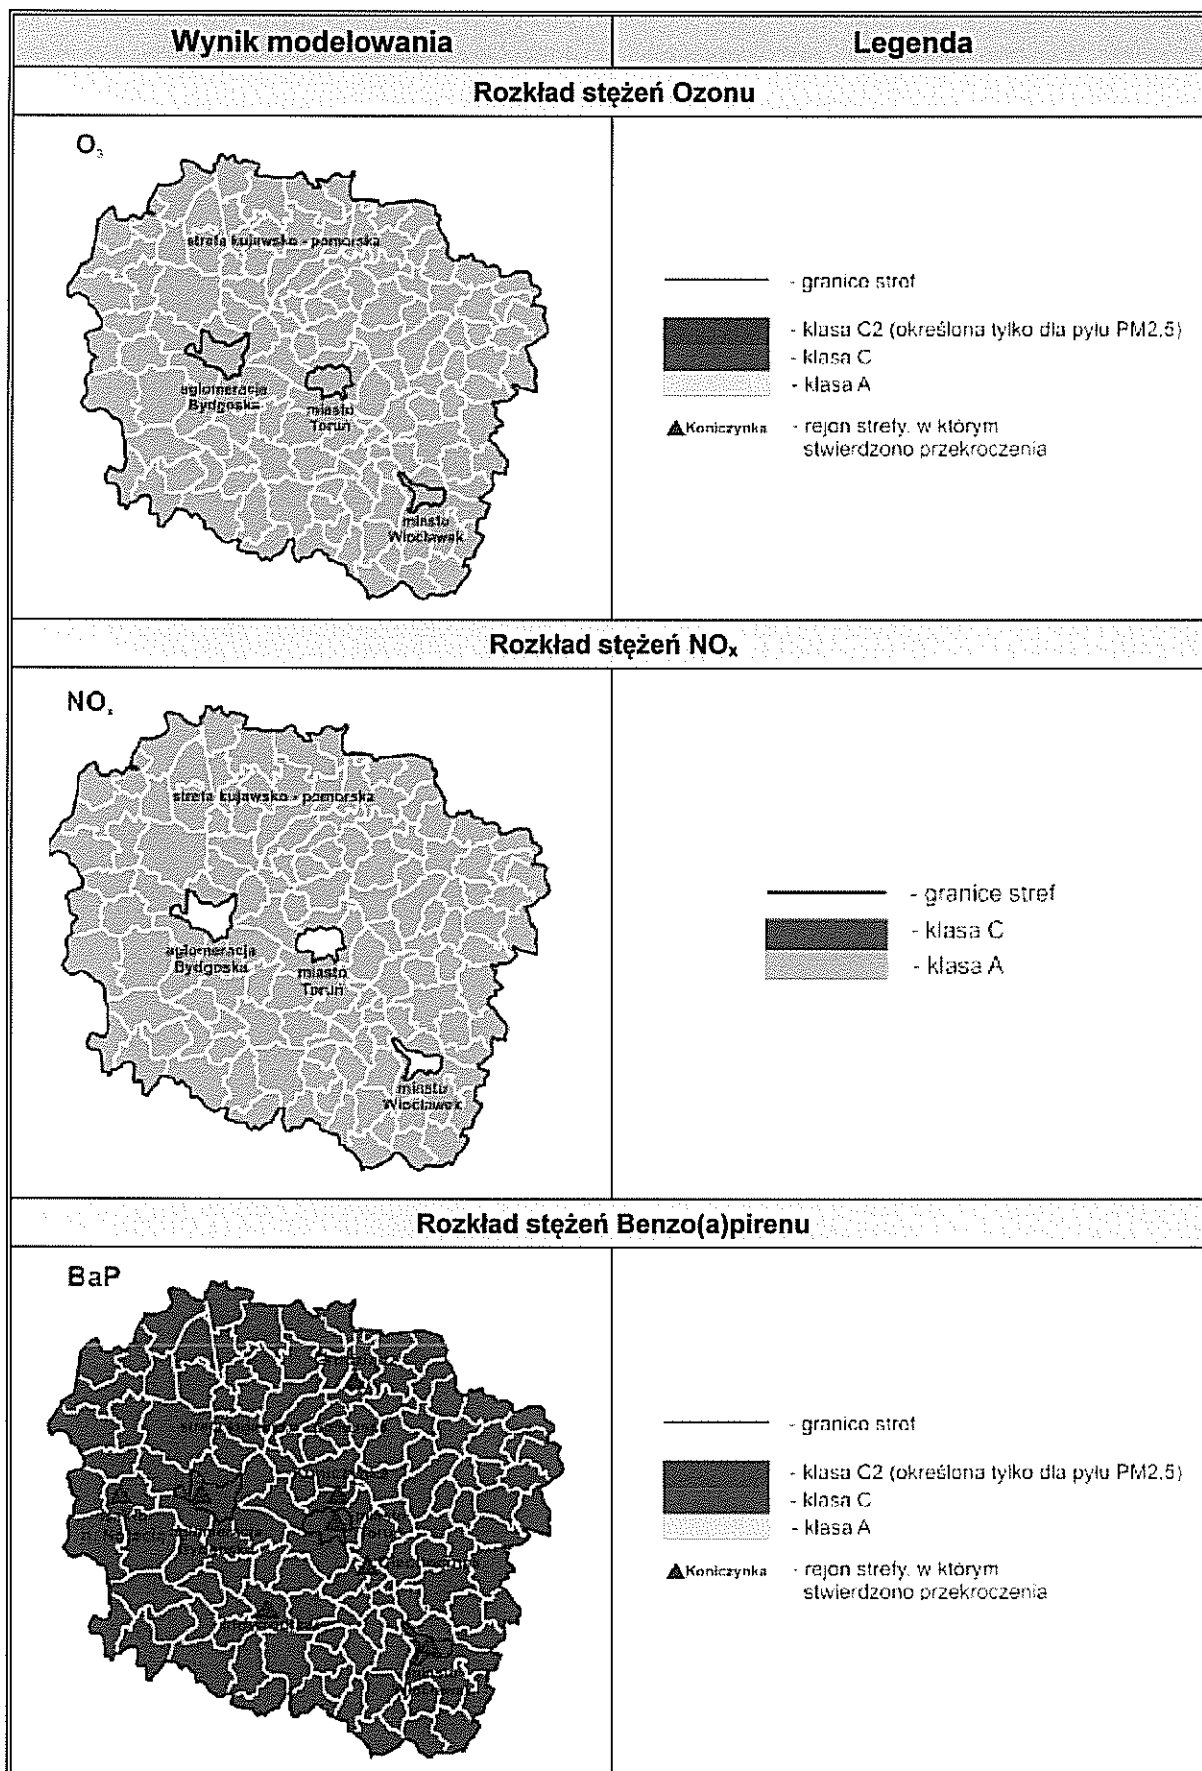 Wynik modelowania
Legenda
Rozkład stężeń Ozonu
O₃
strefa kujawsko - pomorska
aglomeracja
Bydgoska
miasto
Toruń
miasto
Włocławek
- granice stref
- klasa C2 (określona tylko dla pyłu PM2,5)
- klasa C
- klasa A
Koniczynka
- rejon strefy, w którym
stwierdzono przekroczenia
Rozkład stężeń NOₓ
NOₓ
strefa kujawsko - pomorska
aglomeracja
Bydgoska
miasto
Toruń
miasto
Włocławek
- granice stref
- klasa C
- klasa A
Rozkład stężeń Benzo(a)pirenu
BaP
- granice stref
- klasa C2 (określona tylko dla pyłu PM2,5)
- klasa C
- klasa A
Koniczynka
- rejon strefy, w którym
stwierdzono przekroczenia